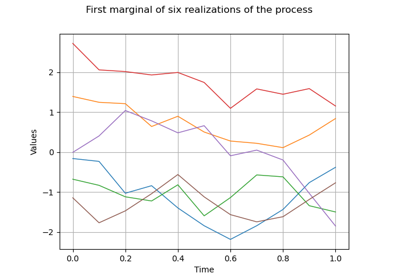 First marginal of six realizations of the process
Values
2
1
0
−1
−2
0.0 0.2 0.4 0.6 0.8 1.0
Time